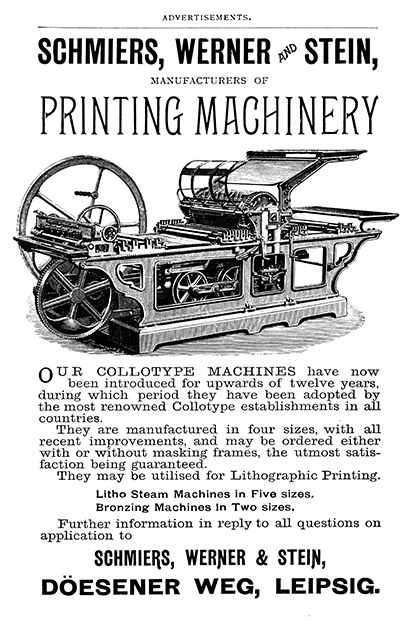 ADVERTISEMENTS.
SCHMIERS, WERNER AND STEIN,
MANUFACTURERS OF
PRINTING MACHINERY
OUR COLLOTYPE MACHINES have now
been introduced for upwards of twelve years,
during which period they have been adopted by
the most renowned Collotype establishments in all
countries.
They are manufactured in four sizes, with all
recent improvements, and may be ordered either
with or without masking frames, the utmost satis-
faction being guaranteed.
They may be utilised for Lithographic Printing.
Litho Steam Machines in Five sizes.
Bronzing Machines in Two sizes.
Further information in reply to all questions on
application to
SCHMIERS, WERNER & STEIN,
DÖESENER WEG, LEIPSIG.